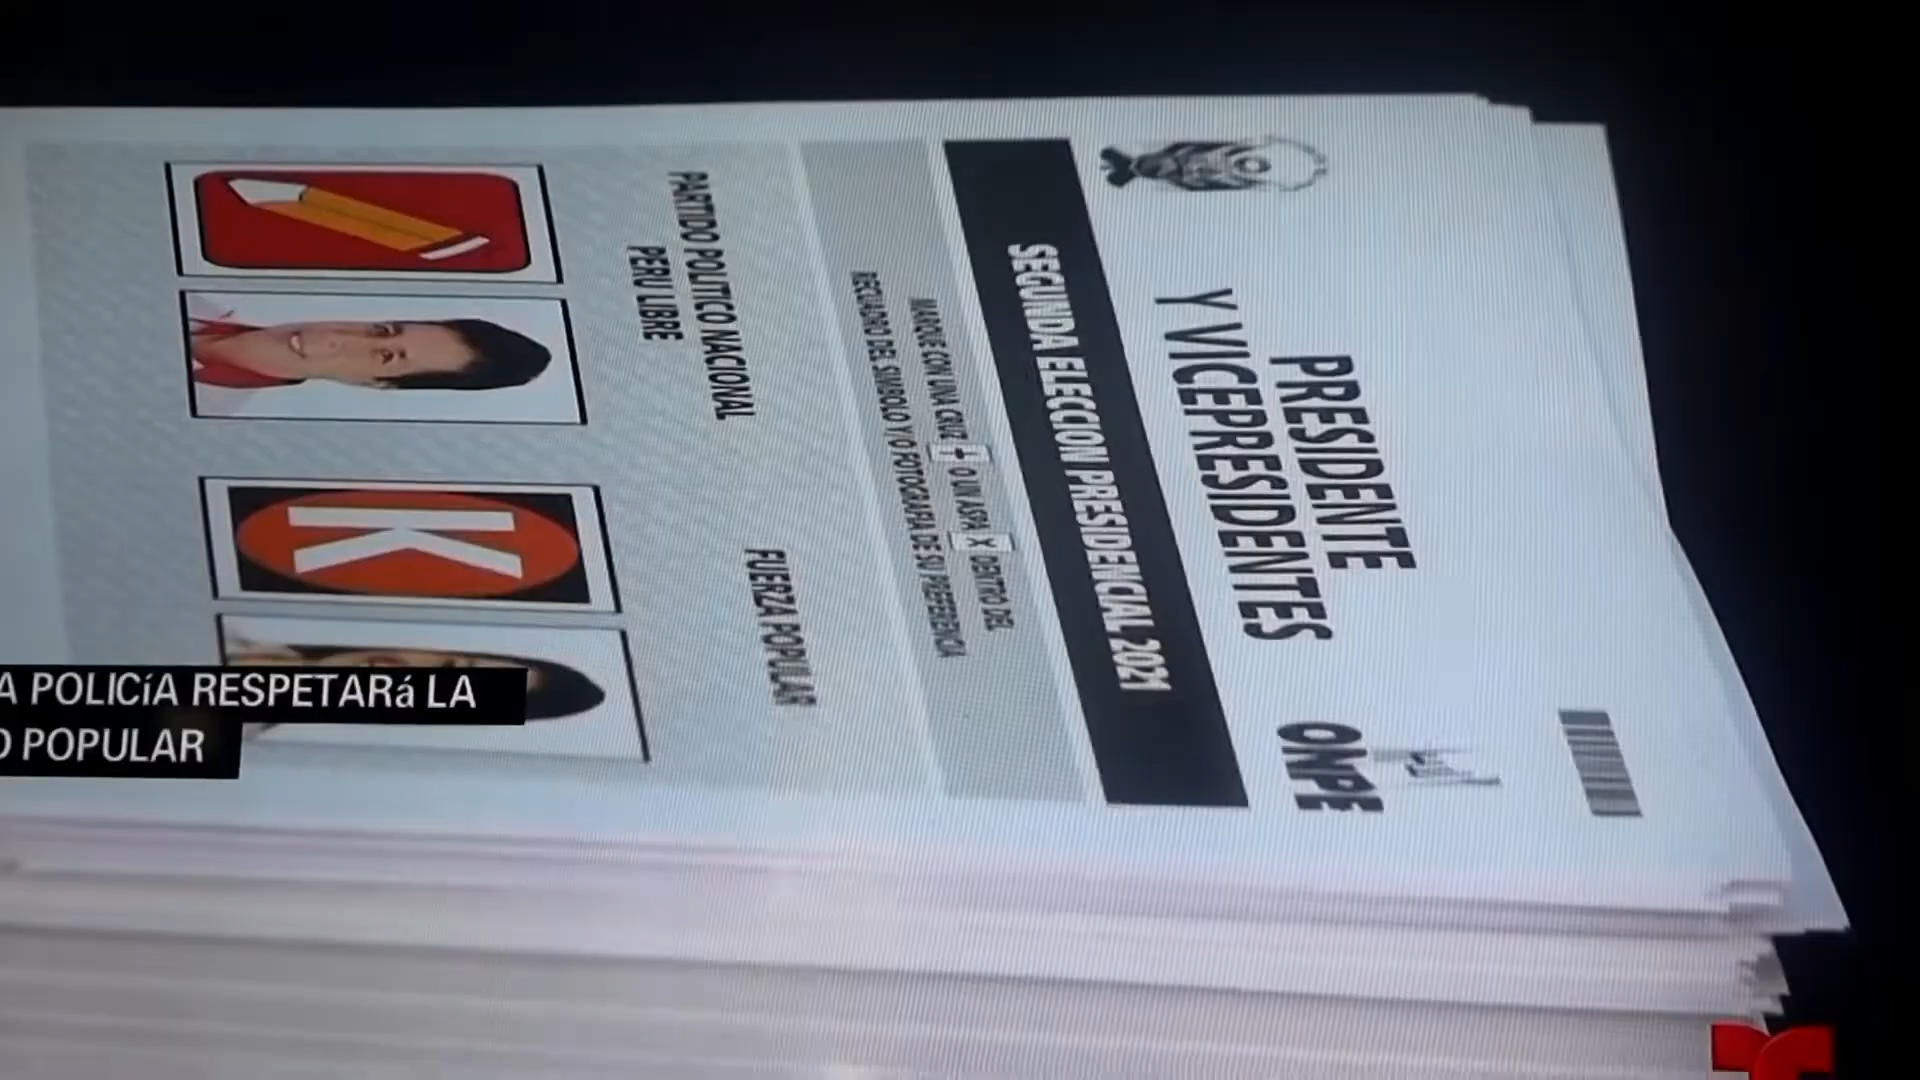 PRESIDENTE
Y VICEPRESIDENTES
ONPE
SEGUNDA ELECCION PRESIDENCIAL 2021
MARQUE CON UNA CRUZ + O UN ASPA X DENTRO DEL
RECUADRO DEL SIMBOLO Y/O FOTOGRAFIA DE SU PREFERENCIA
PARTIDO POLITICO NACIONAL
PERU LIBRE
FUERZA POPULAR
K
A POLICíA RESPETARá LA
O POPULAR